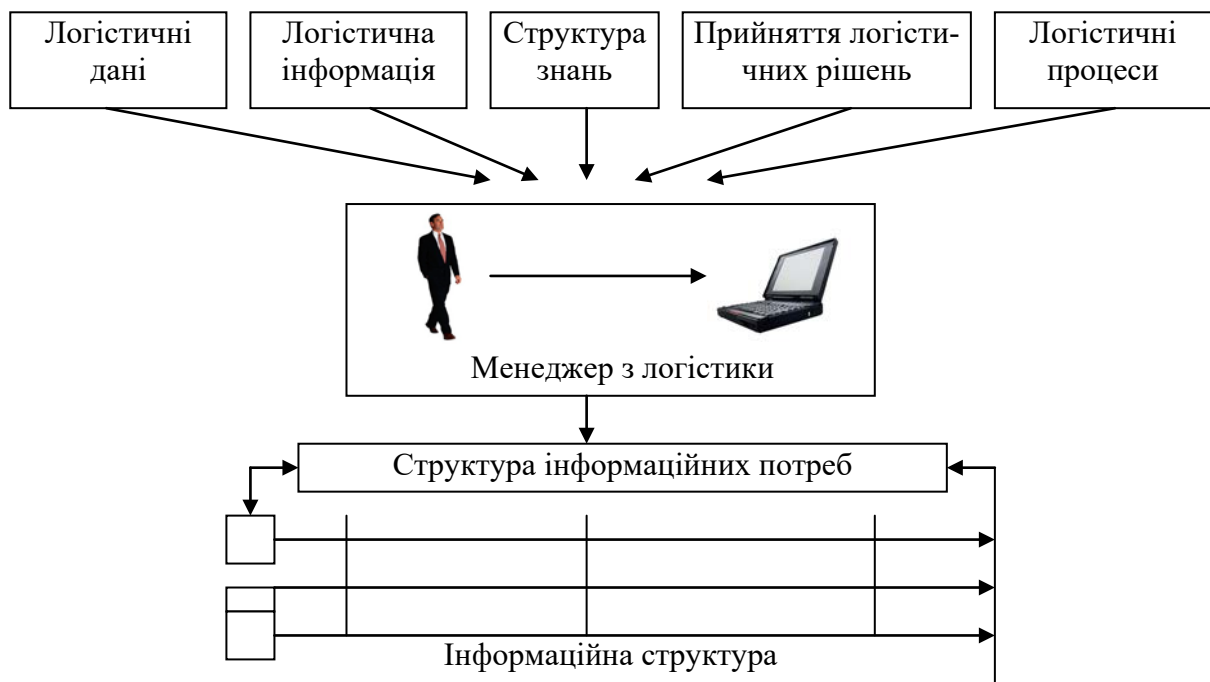 Логістичні
дані
Логістична
інформація
Структура
знань
Прийняття логісти-
чних рішень
Логістичні
процеси
Менеджер з логістики
Структура інформаційних потреб
Інформаційна структура